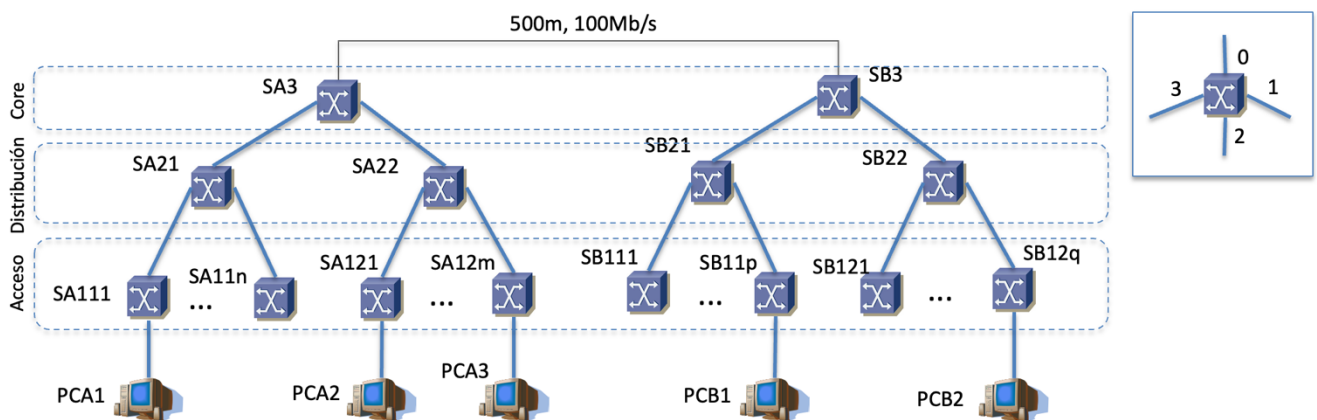 500m, 100Mb/s
Core
SA3
SB3
0
3
1
2
Distribución
SA21
SA22
SB21
SB22
Acceso
SA111
SA11n
...
SA121
SA12m
...
SB111
SB11p
...
SB121
SB12q
...
PCA1
PCA2
PCA3
PCB1
PCB2